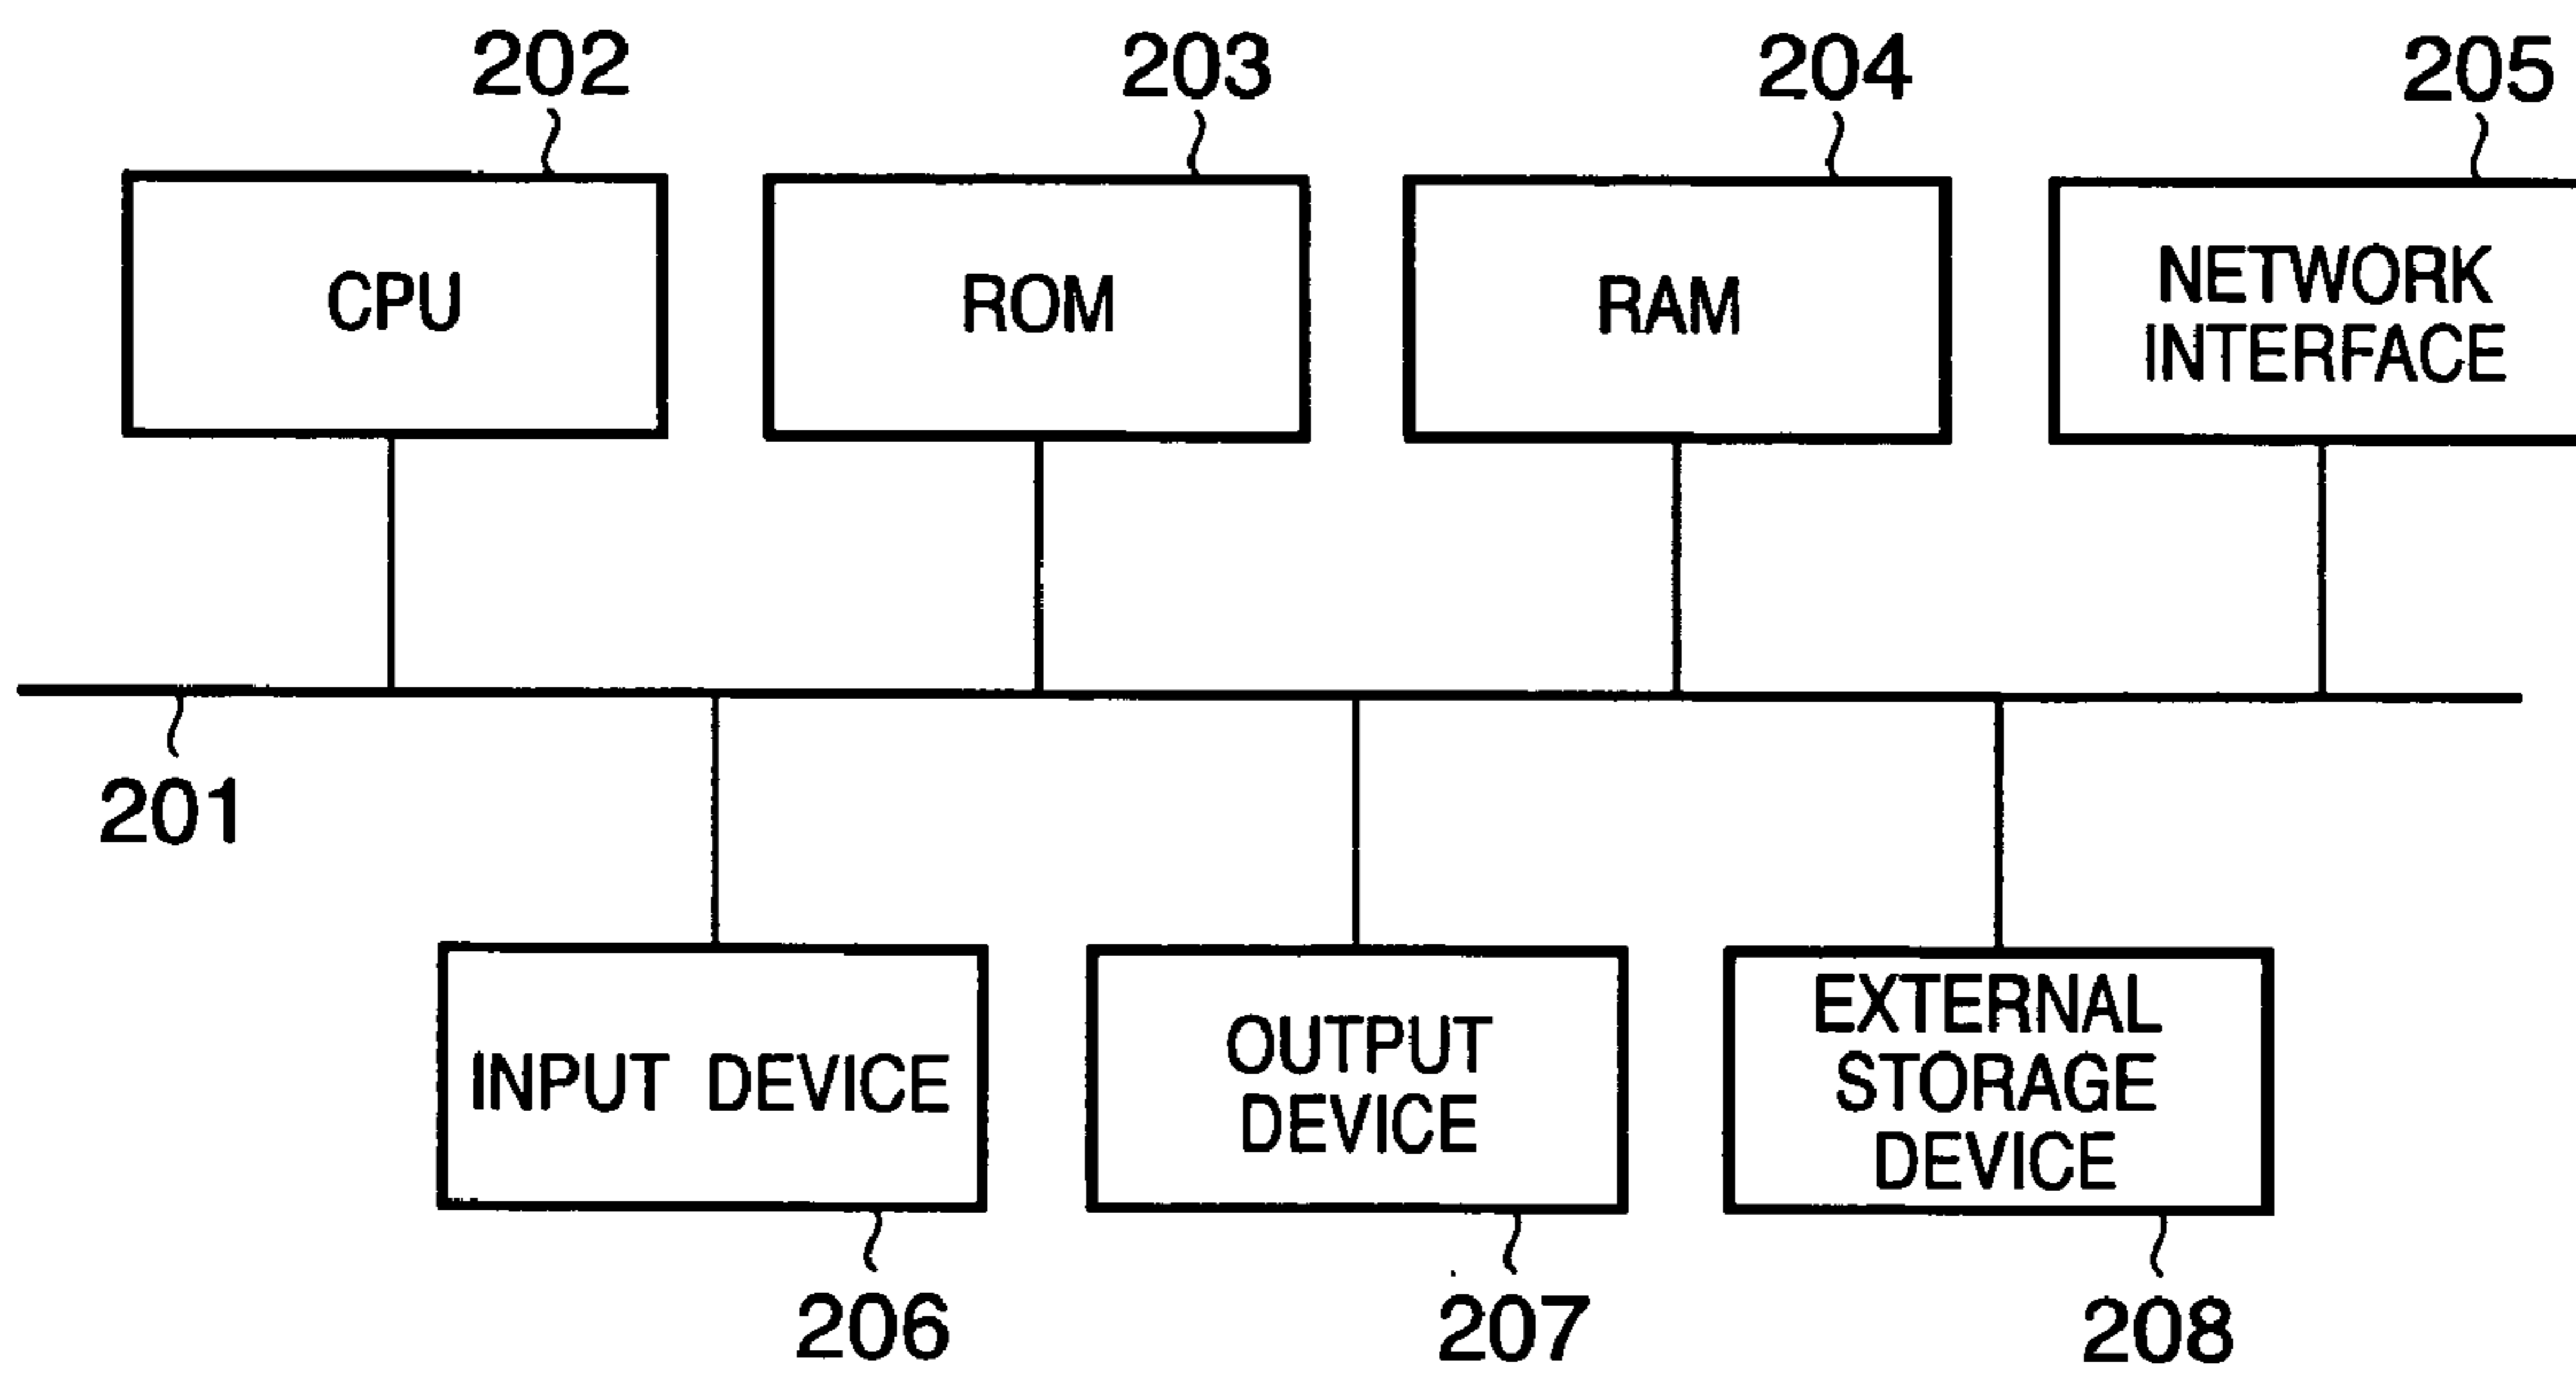 202
203
204
205
CPU
ROM
RAM
NETWORK
INTERFACE
201
INPUT DEVICE
OUTPUT
DEVICE
EXTERNAL
STORAGE
DEVICE
206
207
208